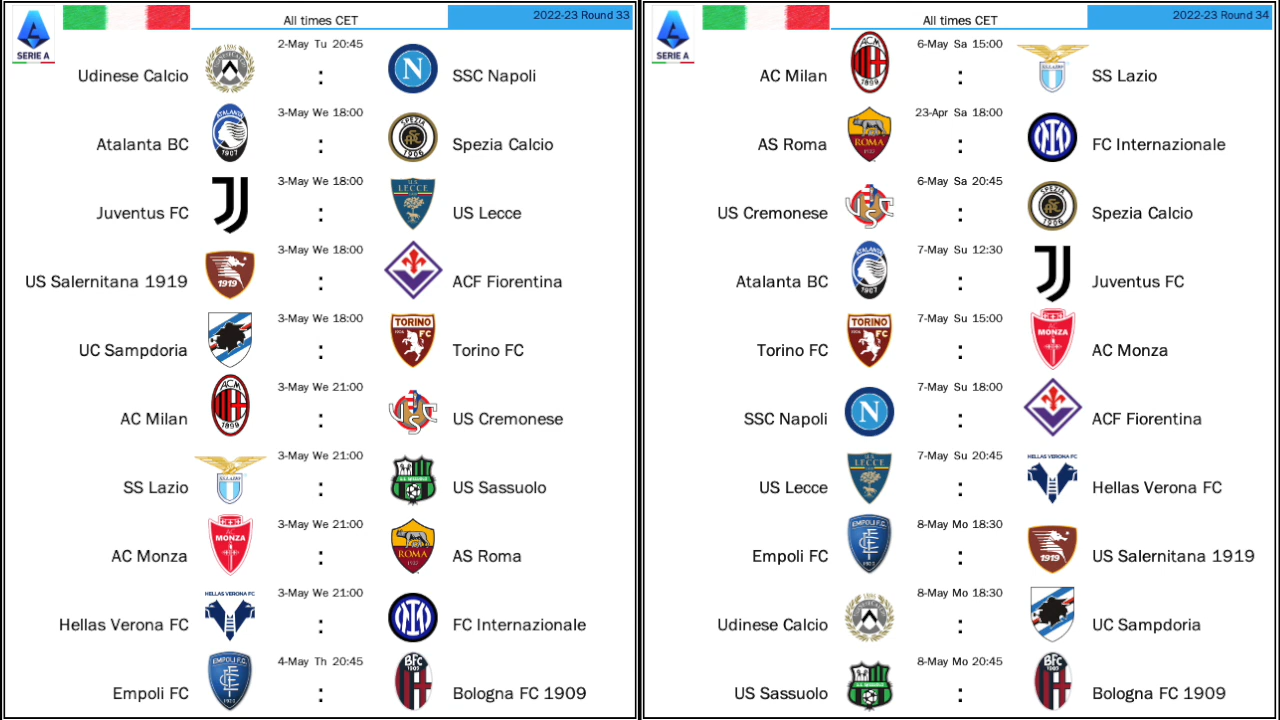 SERIE A
All times CET
2022-23 Round 33
2-May Tu 20:45
Udinese Calcio : SSC Napoli
3-May We 18:00
Atalanta BC : Spezia Calcio
3-May We 18:00
Juventus FC : US Lecce
3-May We 18:00
US Salernitana 1919 : ACF Fiorentina
3-May We 18:00
UC Sampdoria : Torino FC
3-May We 21:00
AC Milan : US Cremonese
3-May We 21:00
SS Lazio : US Sassuolo
3-May We 21:00
AC Monza : AS Roma
3-May We 21:00
Hellas Verona FC : FC Internazionale
4-May Th 20:45
Empoli FC : Bologna FC 1909
SERIE A
All times CET
2022-23 Round 34
6-May Sa 15:00
AC Milan : SS Lazio
23-Apr Sa 18:00
AS Roma : FC Internazionale
6-May Sa 20:45
US Cremonese : Spezia Calcio
7-May Su 12:30
Atalanta BC : Juventus FC
7-May Su 15:00
Torino FC : AC Monza
7-May Su 18:00
SSC Napoli : ACF Fiorentina
7-May Su 20:45
US Lecce : Hellas Verona FC
8-May Mo 18:30
Empoli FC : US Salernitana 1919
8-May Mo 18:30
Udinese Calcio : UC Sampdoria
8-May Mo 20:45
US Sassuolo : Bologna FC 1909